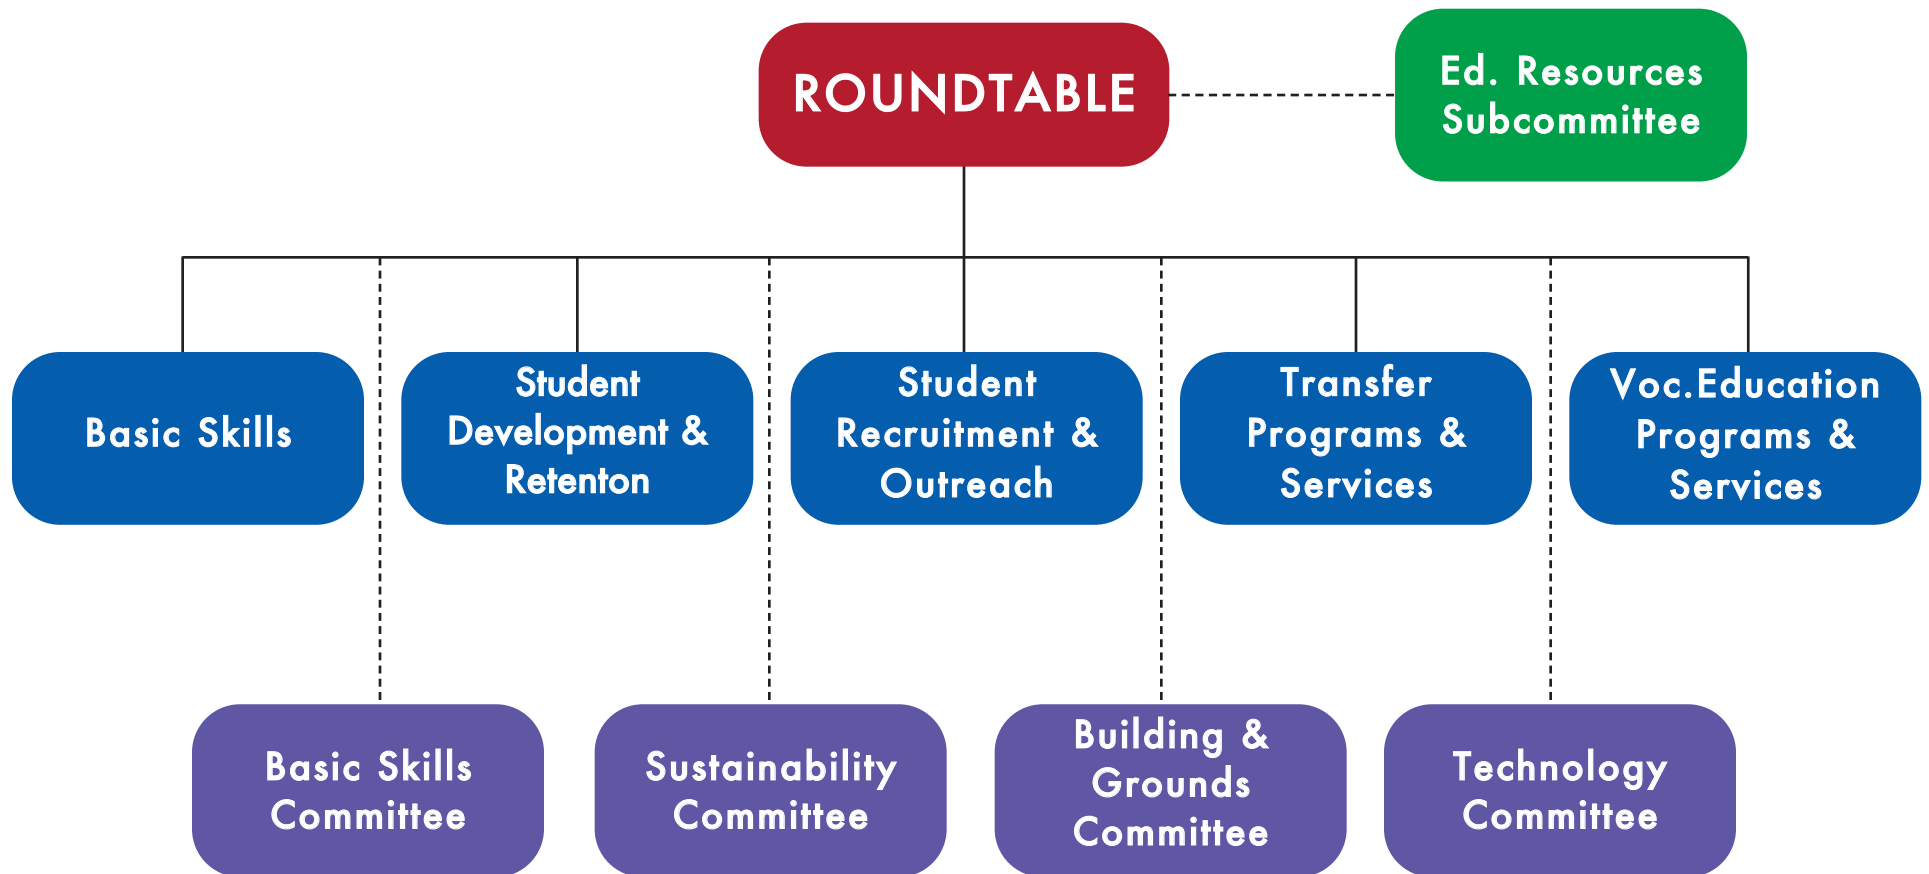 ROUNDTABLE
Ed. Resources
Subcommittee
Basic Skills
Student
Development &
Retenton
Student
Recruitment &
Outreach
Transfer
Programs &
Services
Voc.Education
Programs &
Services
Basic Skills
Committee
Sustainability
Committee
Building &
Grounds
Committee
Technology
Committee